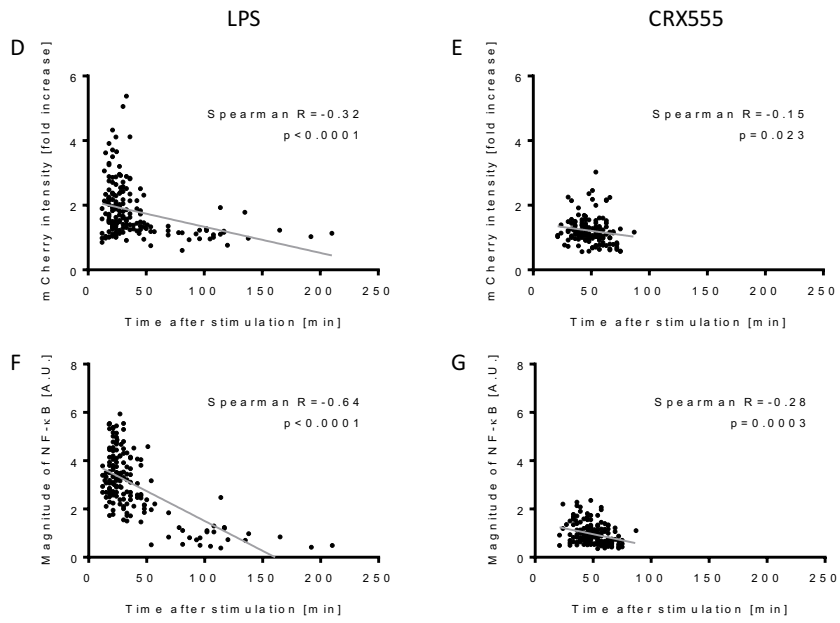 LPS
CRX555
D
mCherry intensity [fold increase]
6
4
2
0
Spearman R=-0.32
p<0.0001
0 50 100 150 200 250
Time after stimulation [min]
E
mCherry intensity [fold increase]
6
4
2
0
Spearman R=-0.15
p=0.023
0 50 100 150 200 250
Time after stimulation [min]
F
Magnitude of NF-κB [A.U.]
8
6
4
2
0
Spearman R=-0.64
p<0.0001
0 50 100 150 200 250
Time after stimulation [min]
G
Magnitude of NF-κB [A.U.]
8
6
4
2
0
Spearman R=-0.28
p=0.0003
0 50 100 150 200 250
Time after stimulation [min]